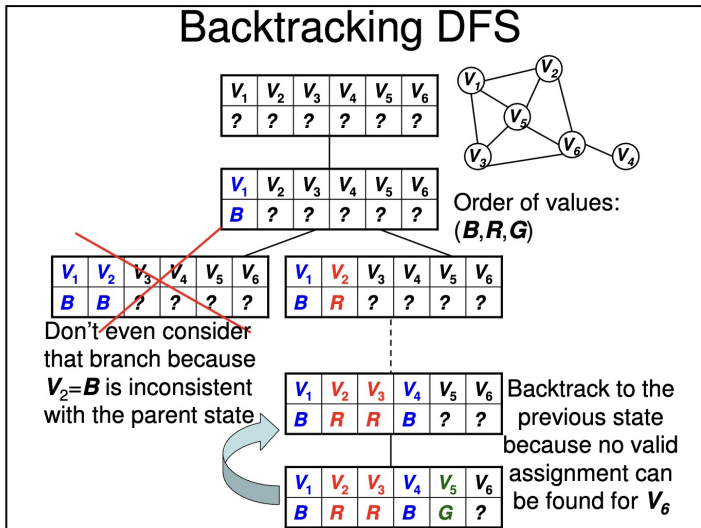 Backtracking DFS
V1 V2 V3 V4 V5 V6
? ? ? ? ? ?
V1 V2 V5 V3 V6 V4
V1 V2 V3 V4 V5 V6
B ? ? ? ? ?
Order of values:
(B,R,G)
V1 V2 V3 V4 V5 V6
B B ? ? ? ?
V1 V2 V3 V4 V5 V6
B R ? ? ? ?
Don't even consider
that branch because
V2=B is inconsistent
with the parent state
V1 V2 V3 V4 V5 V6
B R R B ? ?
Backtrack to the
previous state
because no valid
assignment can
be found for V6
V1 V2 V3 V4 V5 V6
B R R B G ?